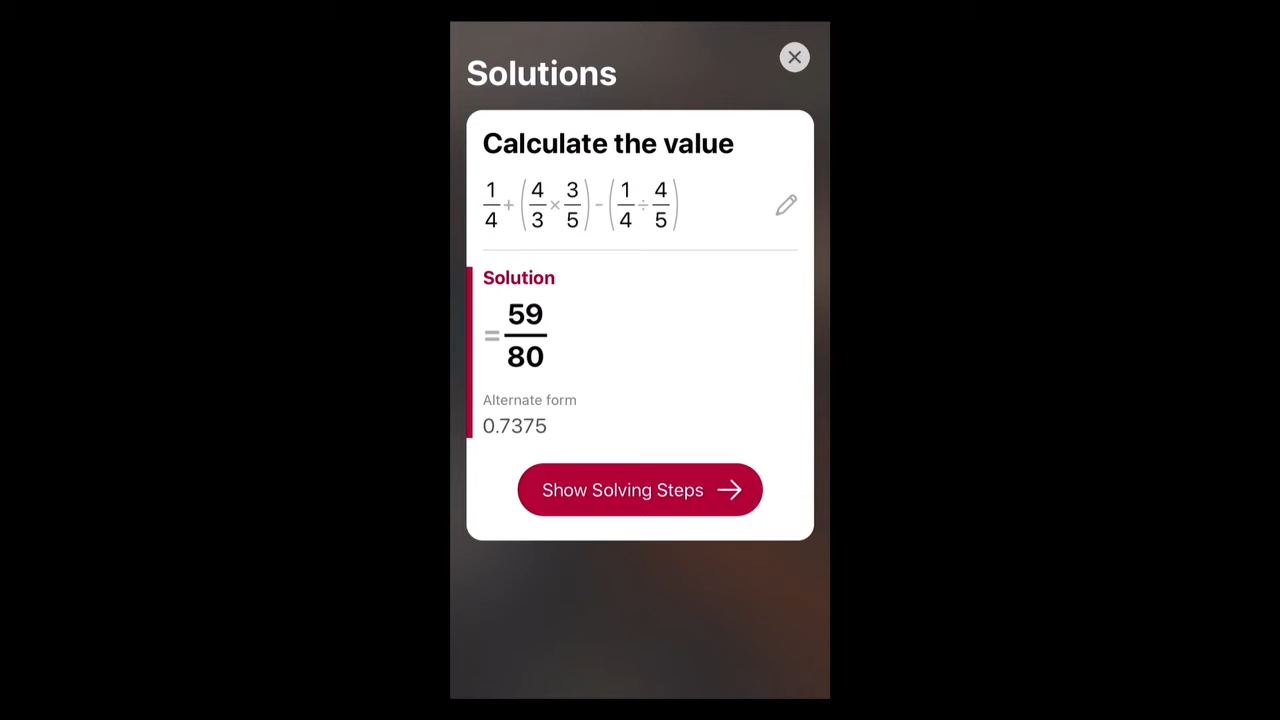 Solutions
Calculate the value
1/4 + (4/3 × 3/5) - (1/4 ÷ 4/5)
Solution
= 59/80
Alternate form
0.7375
Show Solving Steps →